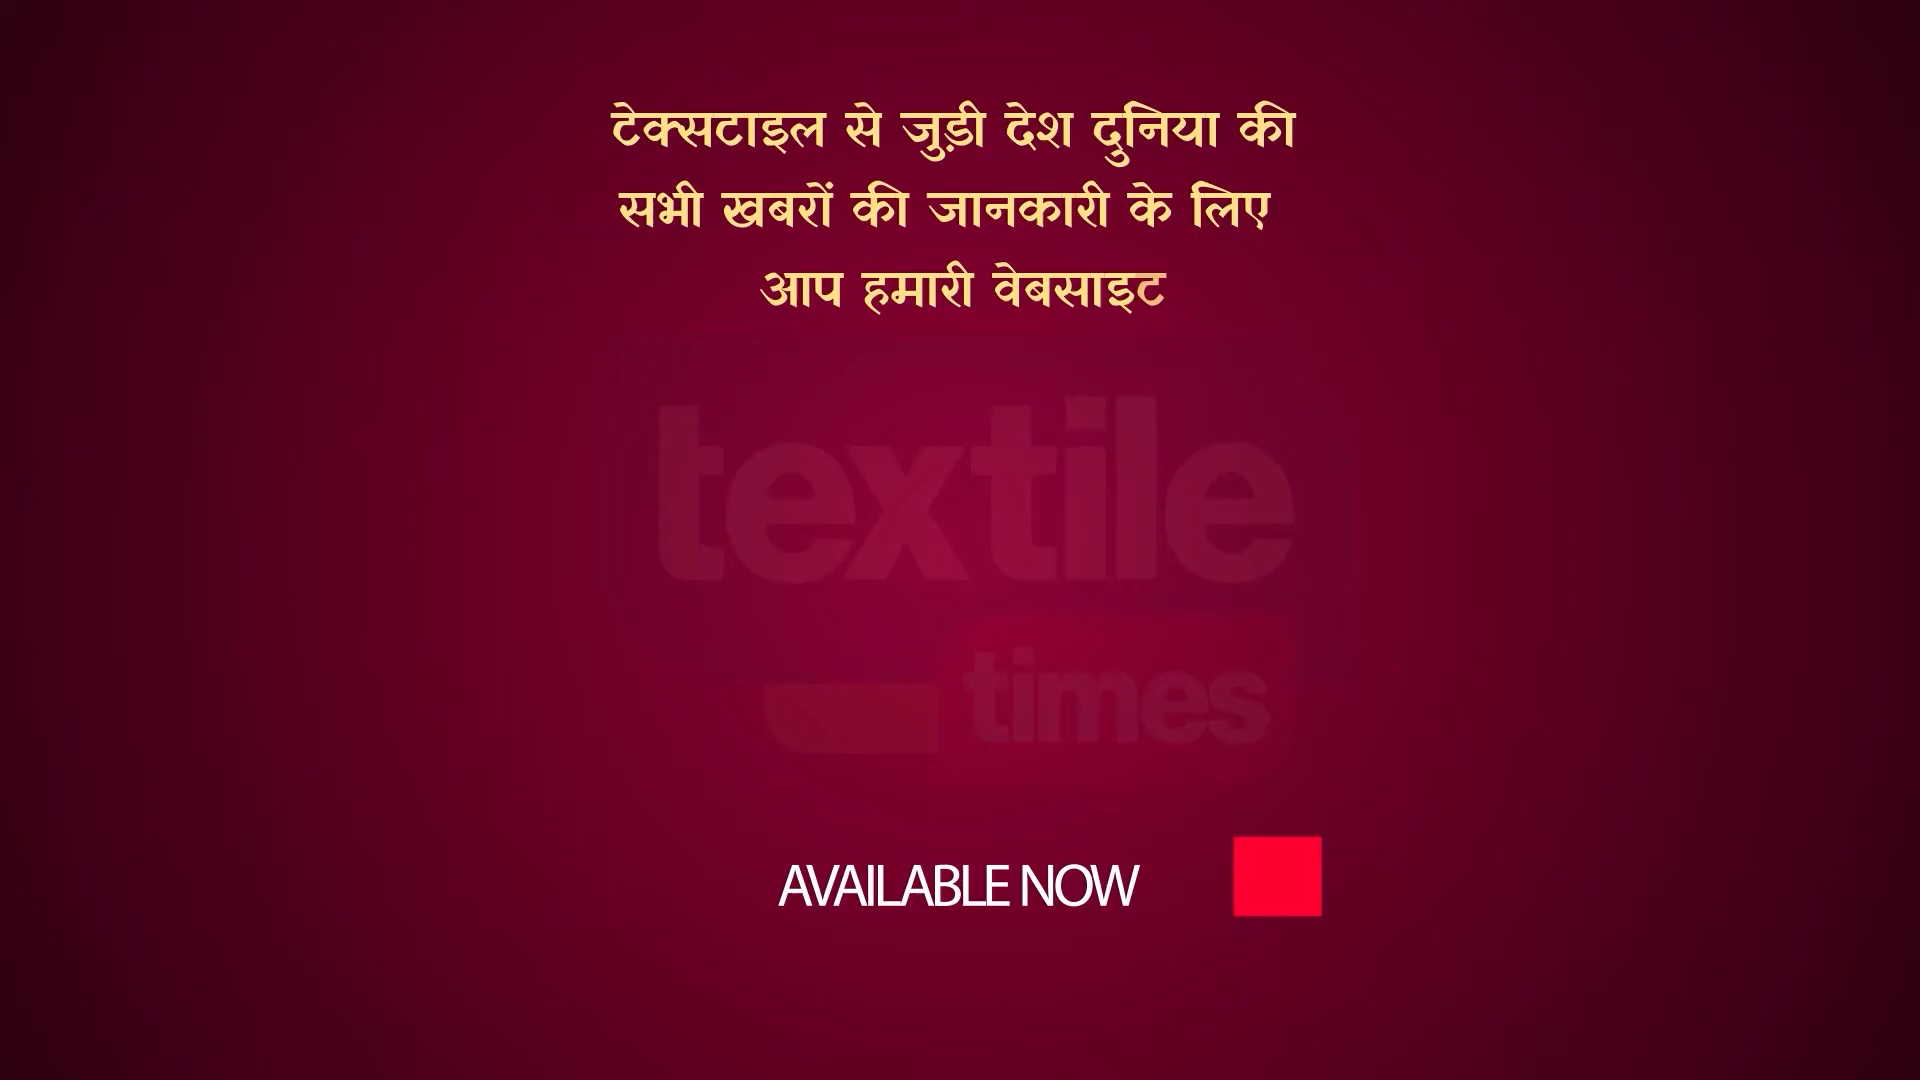 टेक्सटाइल से जुड़ी देश दुनिया की
सभी खबरों की जानकारी के लिए
आप हमारी वेबसाइट
textile
times
AVAILABLE NOW